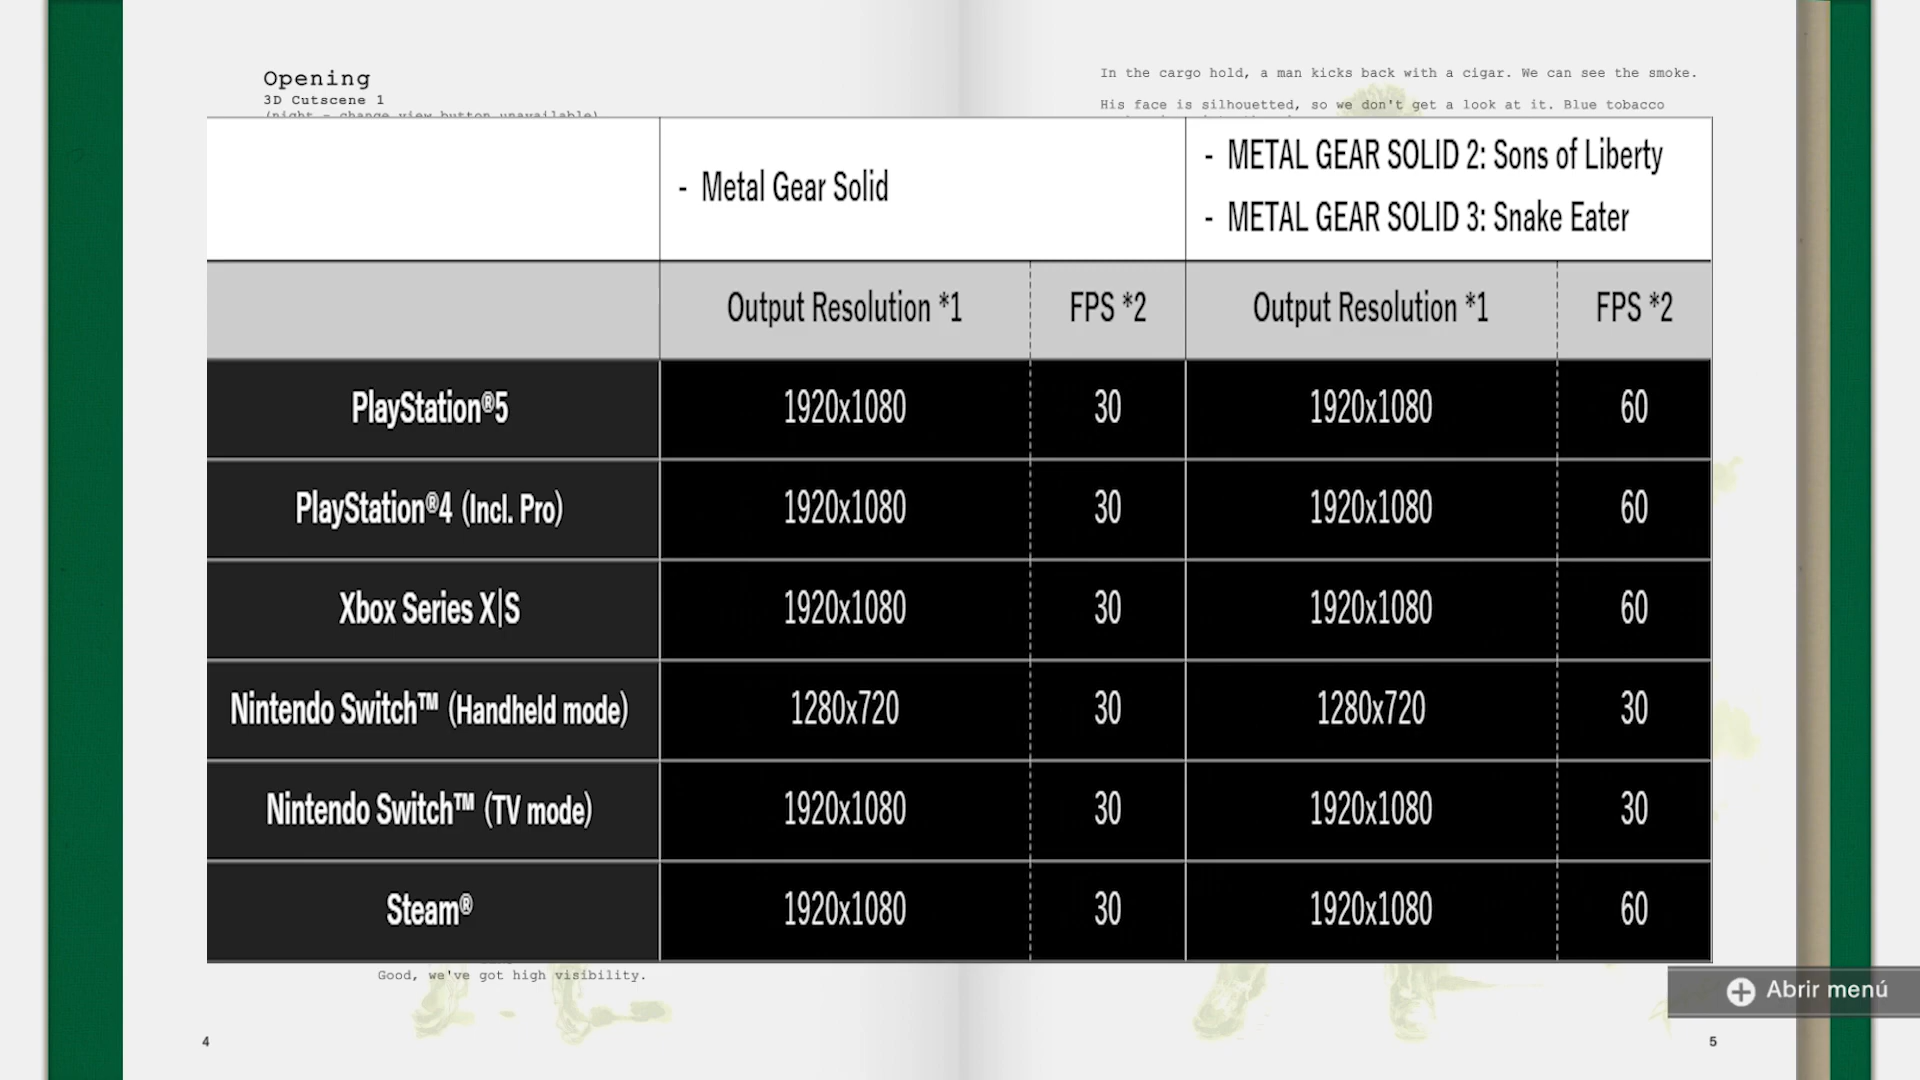 Opening
3D Cutscene 1
(night - change view button unavailable)
In the cargo hold, a man kicks back with a cigar. We can see the smoke.
His face is silhouetted, so we don't get a look at it. Blue tobacco
- Metal Gear Solid
- METAL GEAR SOLID 2: Sons of Liberty
- METAL GEAR SOLID 3: Snake Eater
Output Resolution *1 FPS *2 Output Resolution *1 FPS *2
PlayStation®5 1920x1080 30 1920x1080 60
PlayStation®4 (Incl. Pro) 1920x1080 30 1920x1080 60
Xbox Series X|S 1920x1080 30 1920x1080 60
Nintendo Switch™ (Handheld mode) 1280x720 30 1280x720 30
Nintendo Switch™ (TV mode) 1920x1080 30 1920x1080 30
Steam® 1920x1080 30 1920x1080 60
Good, we've got high visibility.
Abrir menú
4
5